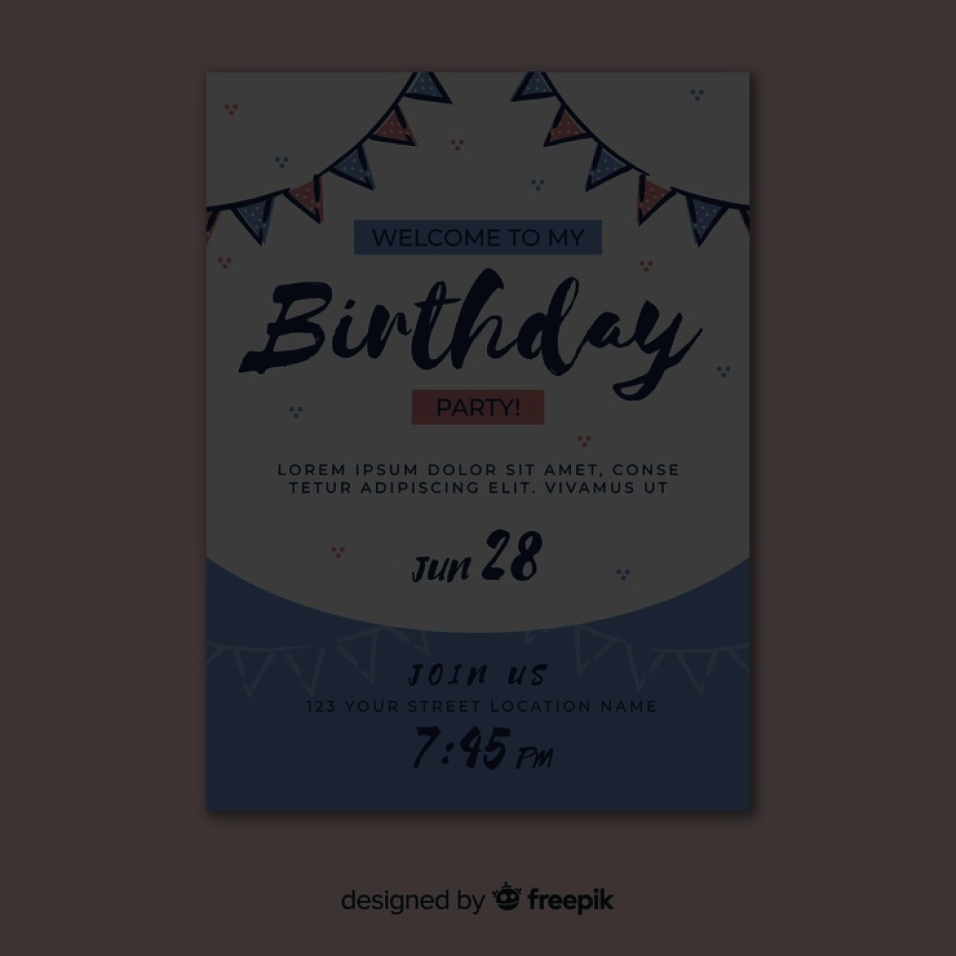 WELCOME TO MY
Birthday
PARTY!
LOREM IPSUM DOLOR SIT AMET, CONSE
TETUR ADIPISCING ELIT. VIVAMUS UT
Jun 28
JOIN US
123 YOUR STREET LOCATION NAME
7:45 PM
designed by freepik